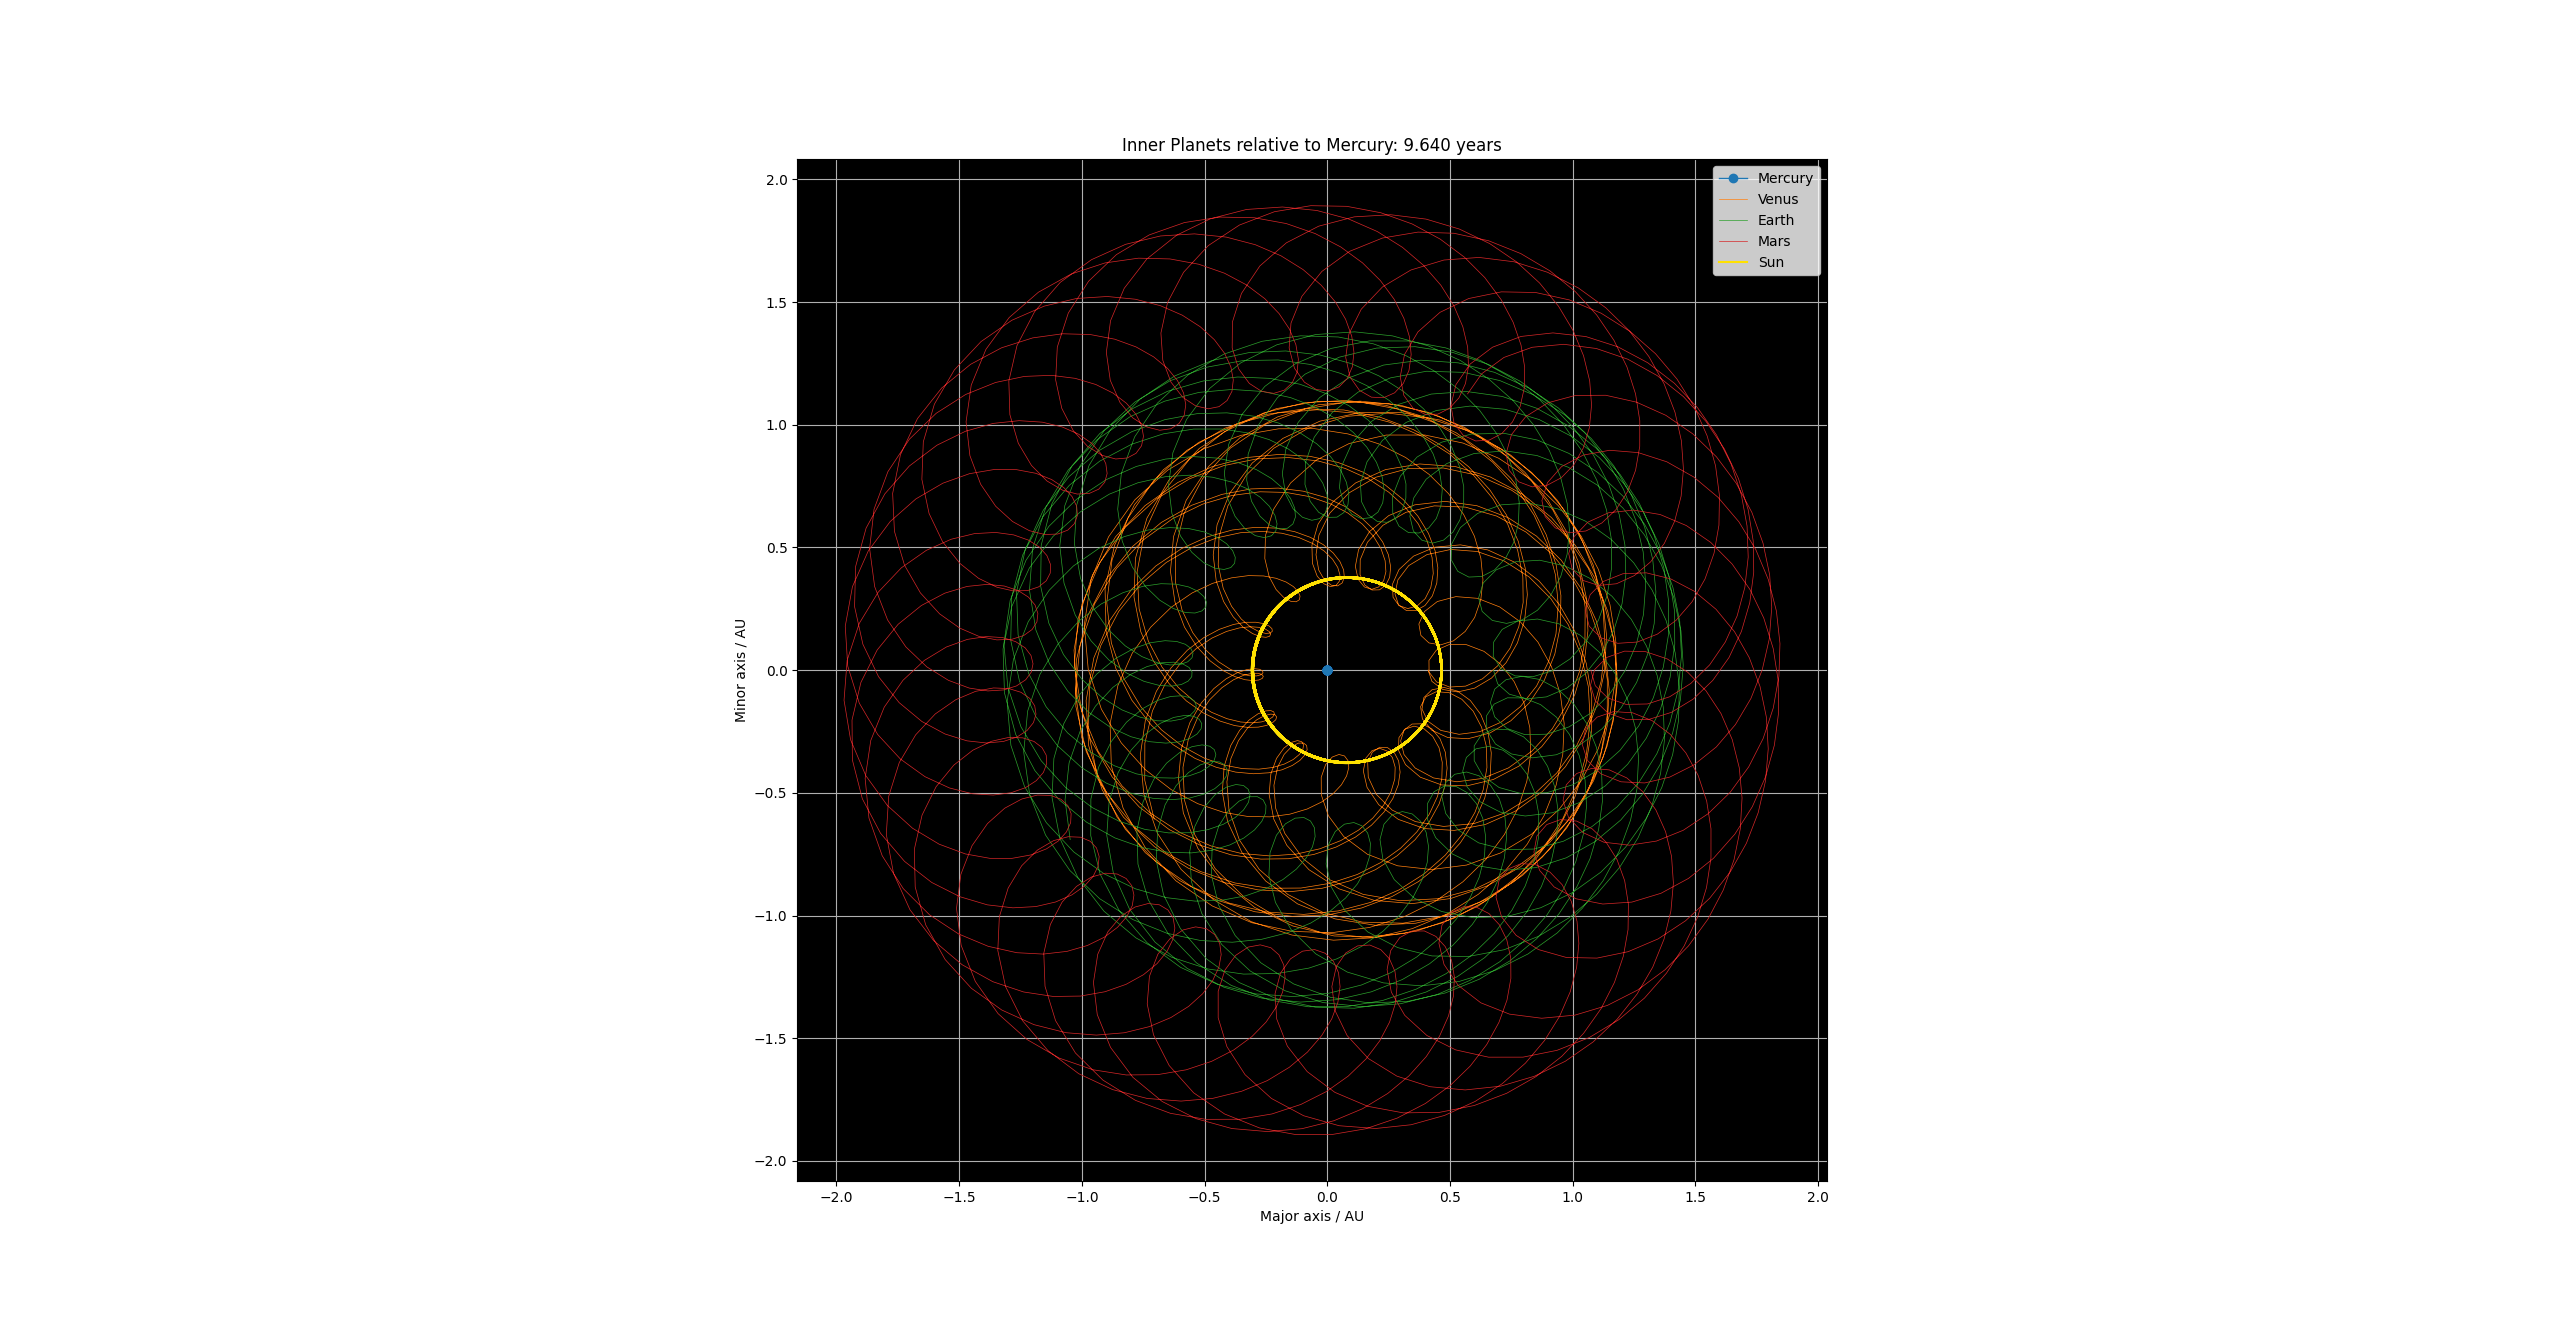 Inner Planets relative to Mercury: 9.640 years
Mercury
Venus
Earth
Mars
Sun
2.0
1.5
1.0
0.5
0.0
−0.5
−1.0
−1.5
−2.0
Minor axis / AU
−2.0 −1.5 −1.0 −0.5 0.0 0.5 1.0 1.5 2.0
Major axis / AU